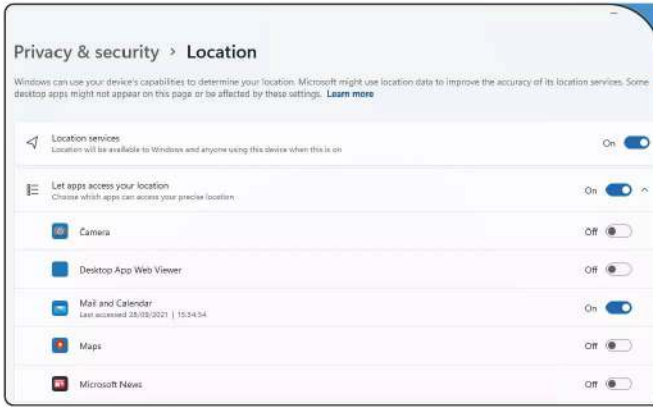 Privacy & security > Location
Windows can use your device's capabilities to determine your location. Microsoft might use location data to improve the accuracy of its location services. Some
desktop apps might not appear on this page or be affected by these settings. Learn more
Location services
On
Location will be available to Windows and anyone using this device when this is on
Let apps access your location
On
Choose which apps can access your precise location
Camera
Off
Desktop App Web Viewer
Off
Mail and Calendar
On
Last accessed 28/09/2021 | 15:54:54
Maps
Off
Microsoft News
Off